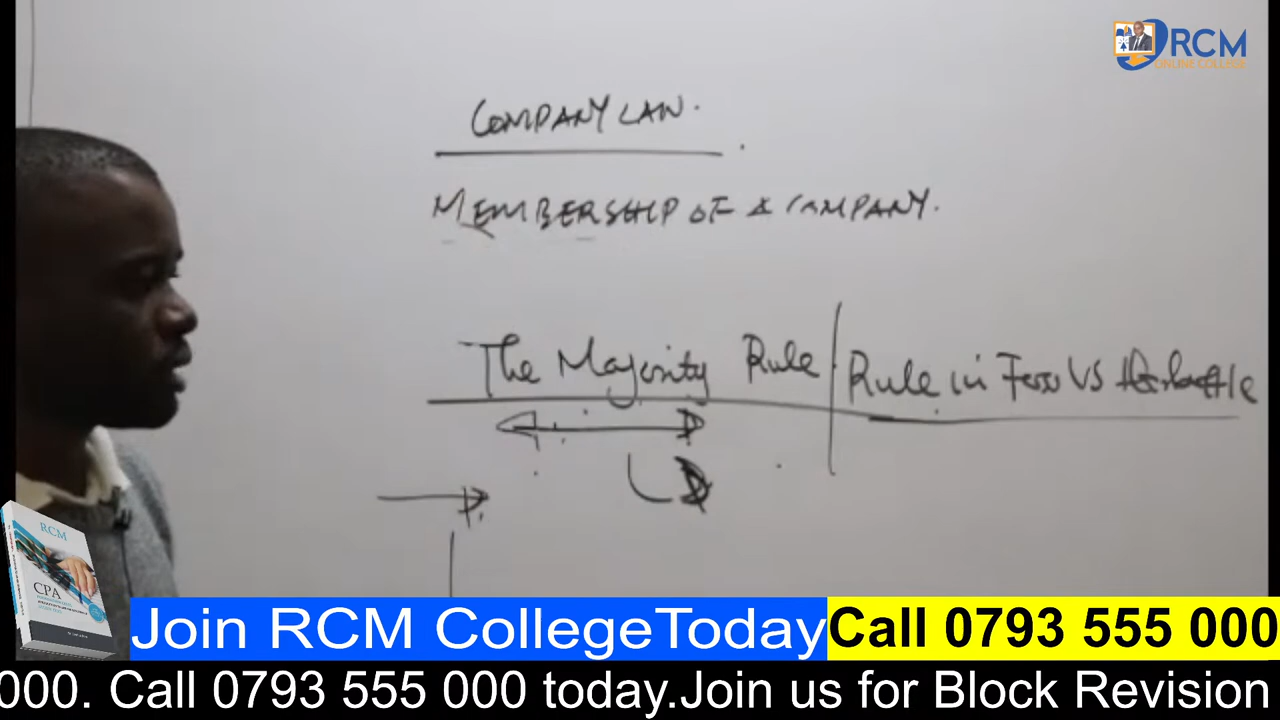 RCM
ONLINE COLLEGE
COMPANY LAW.
MEMBERSHIP OF A COMPANY.
The Majority Rule
Rule in Foss VS Harbottle
RCM
CPA
Join RCM CollegeToday
Call 0793 555 000
000. Call 0793 555 000 today.Join us for Block Revision